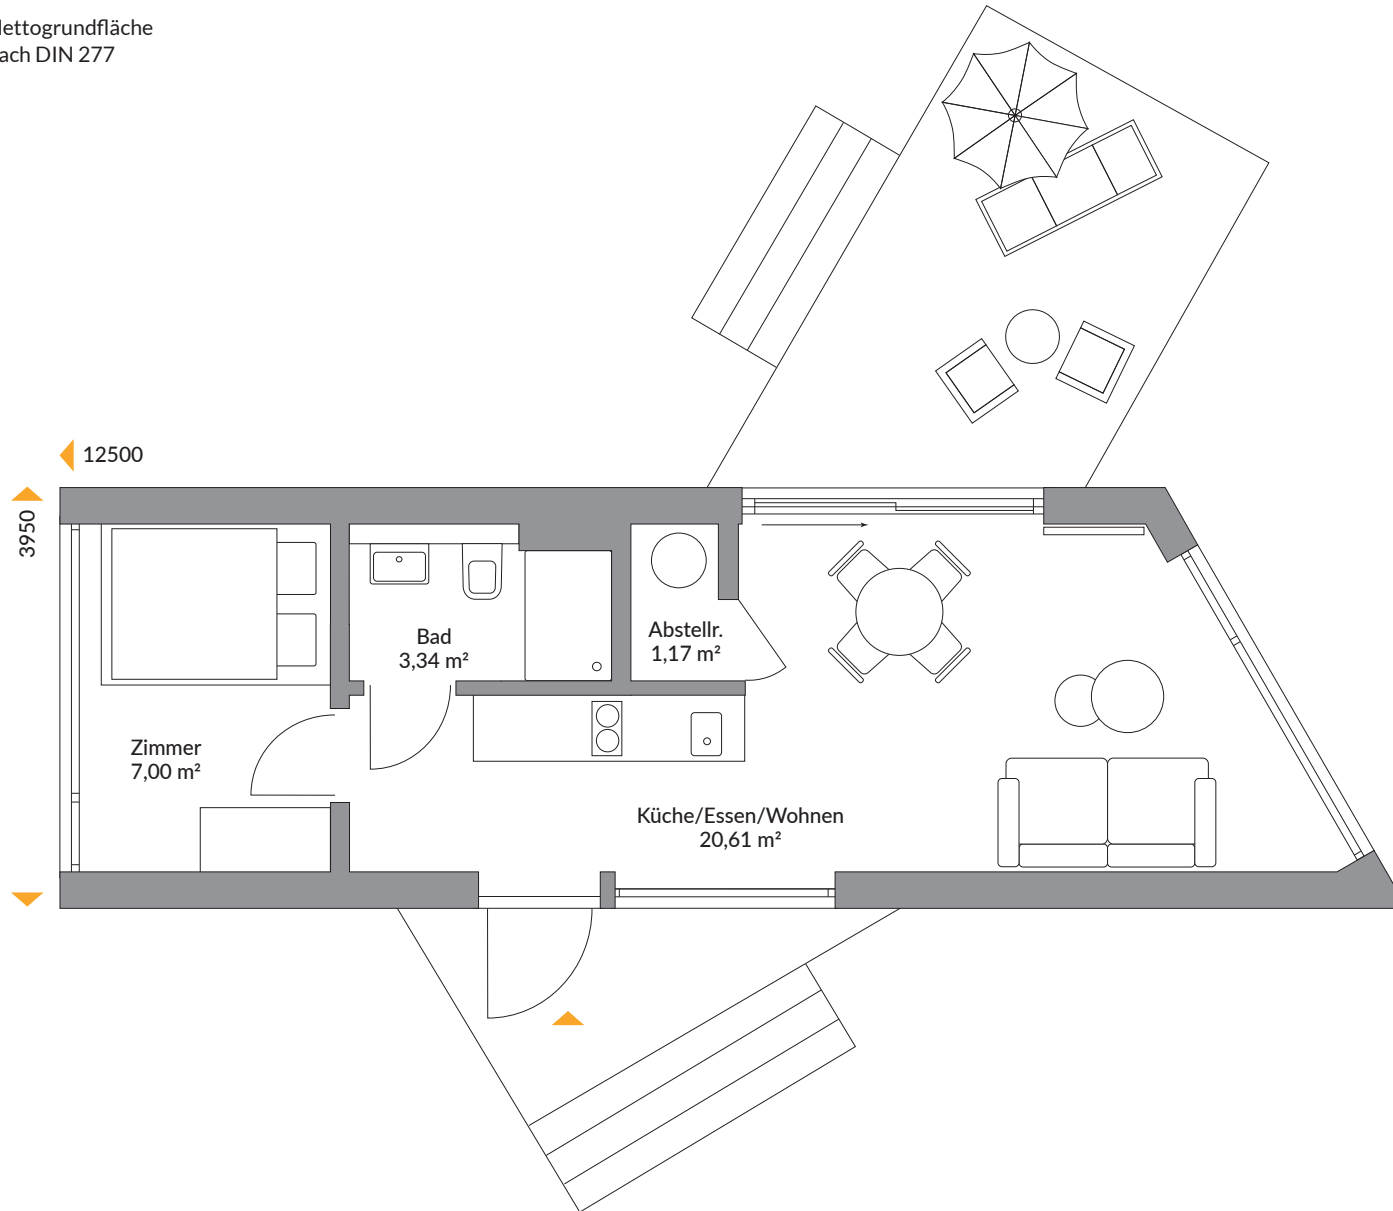 lettogrundfläche
ach DIN 277
12500
3950
Bad
3,34 m²
Abstellr.
1,17 m²
Zimmer
7,00 m²
Küche/Essen/Wohnen
20,61 m²